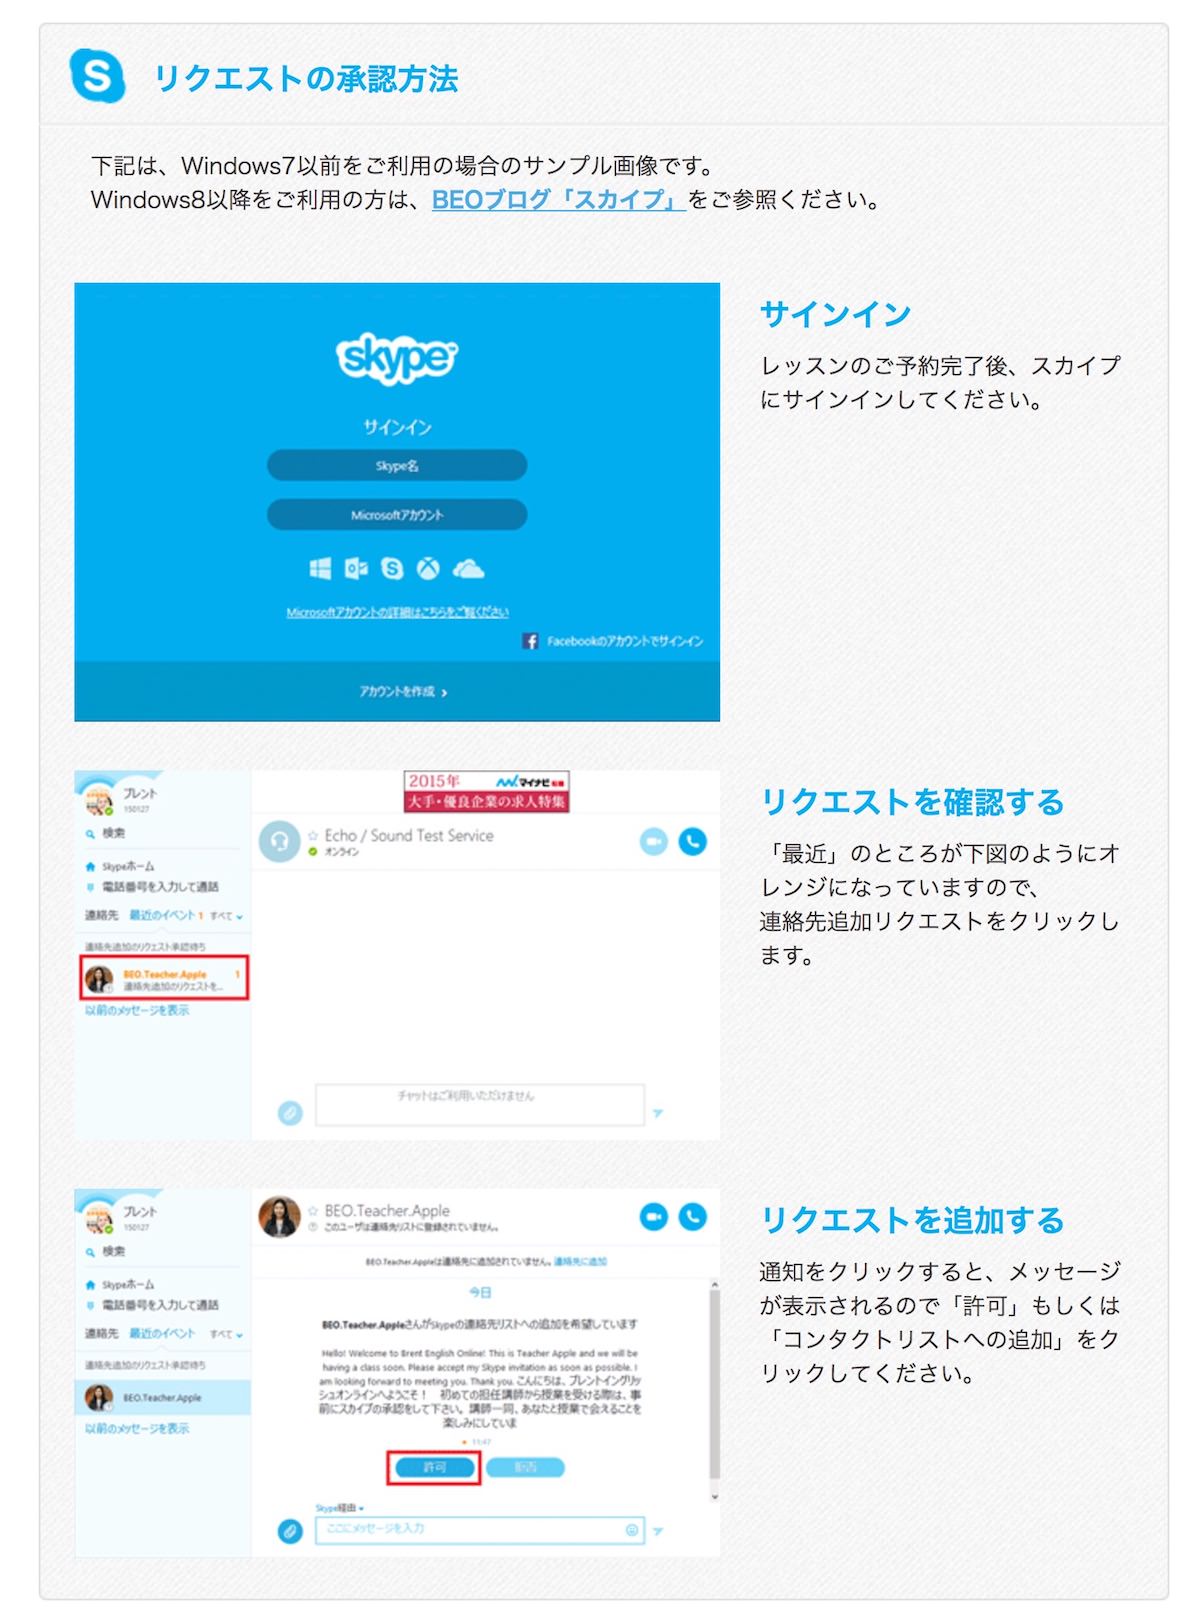 リクエストの承認方法
下記は、Windows7以前をご利用の場合のサンプル画像です。
Windows8以降をご利用の方は、BEOブログ「スカイプ」をご参照ください。
skype
サインイン
Skype名
Microsoftアカウント
Microsoftアカウントの詳細はこちらをご覧ください
Facebookのアカウントでサインイン
アカウントを作成 ›
サインイン
レッスンのご予約完了後、スカイプ
にサインインしてください。
ブレント
150127
検索
Skypeホーム
電話番号を入力して通話
連絡先 最近のイベント 1 すべて
連絡先追加のリクエスト承認待ち
BEO.Teacher.Apple 1
連絡先追加のリクエストを...
以前のメッセージを表示
2015年 マイナビ転職
大手・優良企業の求人特集
Echo / Sound Test Service
オンライン
チャットはご利用いただけません
リクエストを確認する
「最近」のところが下図のようにオ
レンジになっていますので、
連絡先追加リクエストをクリックし
ます。
ブレント
150127
検索
Skypeホーム
電話番号を入力して通話
連絡先 最近のイベント すべて
連絡先追加のリクエスト承認待ち
BEO.Teacher.Apple
以前のメッセージを表示
BEO.Teacher.Apple
このユーザは連絡先リストに登録されていません。
BEO.Teacher.Appleは連絡先に追加されていません。連絡先に追加
今日
BEO.Teacher.AppleさんがSkypeの連絡先リストへの追加を希望しています
Hello! Welcome to Brent English Online! This is Teacher Apple and we will be
having a class soon. Please accept my Skype invitation as soon as possible. I
am looking forward to meeting you. Thank you. こんにちは、ブレントイングリッ
シュオンラインへようこそ！ 初めての担任講師から授業を受ける際は、事
前にスカイプの承認をして下さい。講師一同、あなたと授業で会えることを
楽しみにしていま
11:47
許可 拒否
Skype経由
ここにメッセージを入力
リクエストを追加する
通知をクリックすると、メッセージ
が表示されるので「許可」もしくは
「コンタクトリストへの追加」をク
リックしてください。